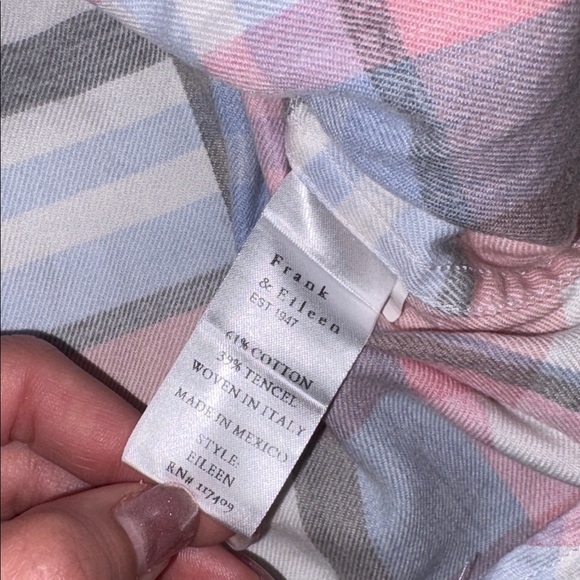 Frank
& Eileen
EST 1947
61% COTTON
39% TENCEL
WOVEN IN ITALY
MADE IN MEXICO
STYLE:
EILEEN
RN# 117409